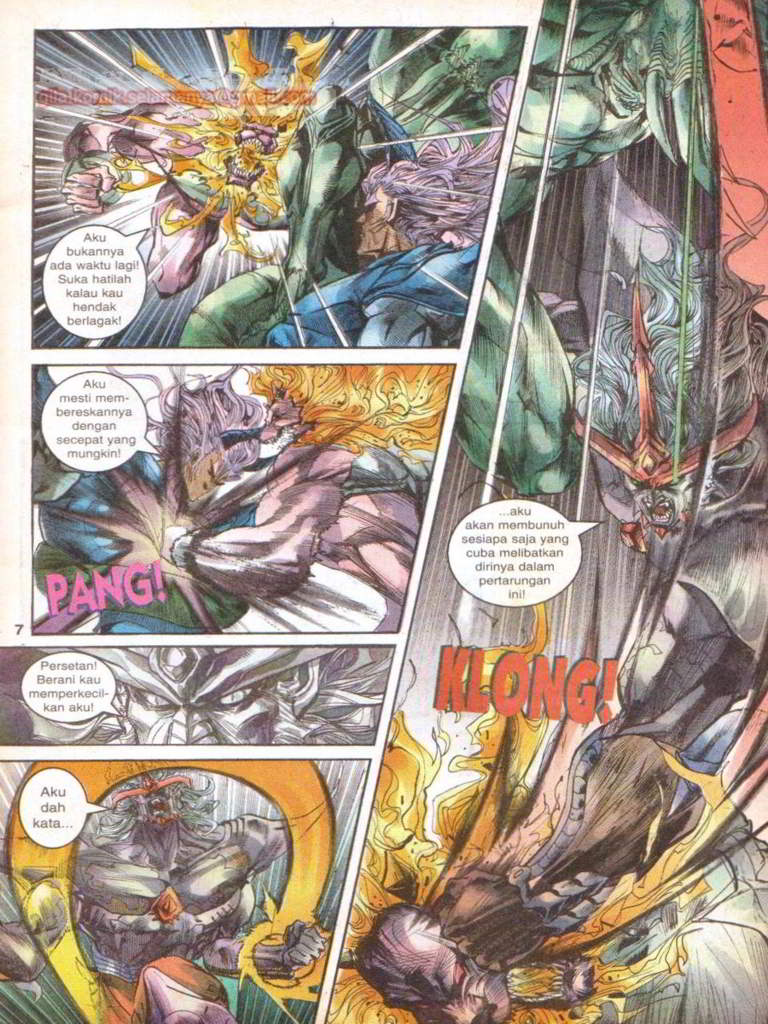 Aku
bukannya
ada waktu lagi!
Suka hatilah
kalau kau
hendak
berlagak!
Aku
mesti mem-
bereskannya
dengan
secepat yang
mungkin!
PANG!
7
Persetan!
Berani kau
memperkecil-
kan aku!
Aku
dah
kata...
...aku
akan membunuh
sesiapa saja yang
cuba melibatkan
dirinya dalam
pertarungan
ini!
KLONG!